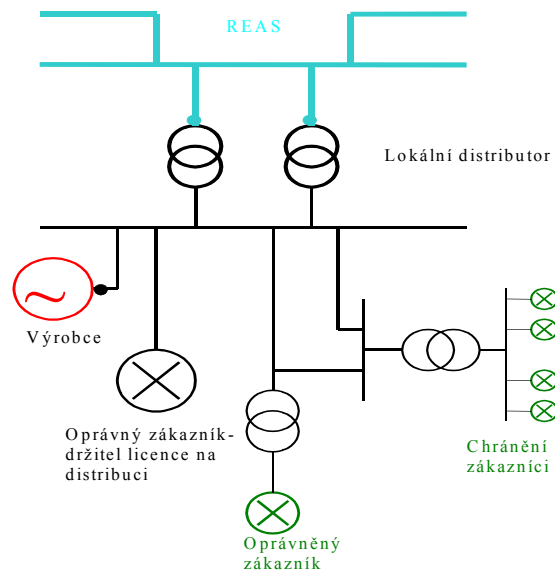 REAS
Lokální distributor
Výrobce
Oprávný zákazník-
držitel licence na
distribuci
Chránění
zákazníci
Oprávněný
zákazník